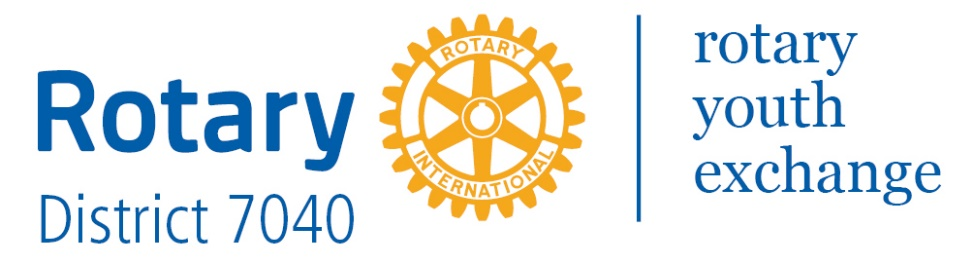 Rotary
District 7040
ROTARY
INTERNATIONAL
rotary
youth
exchange